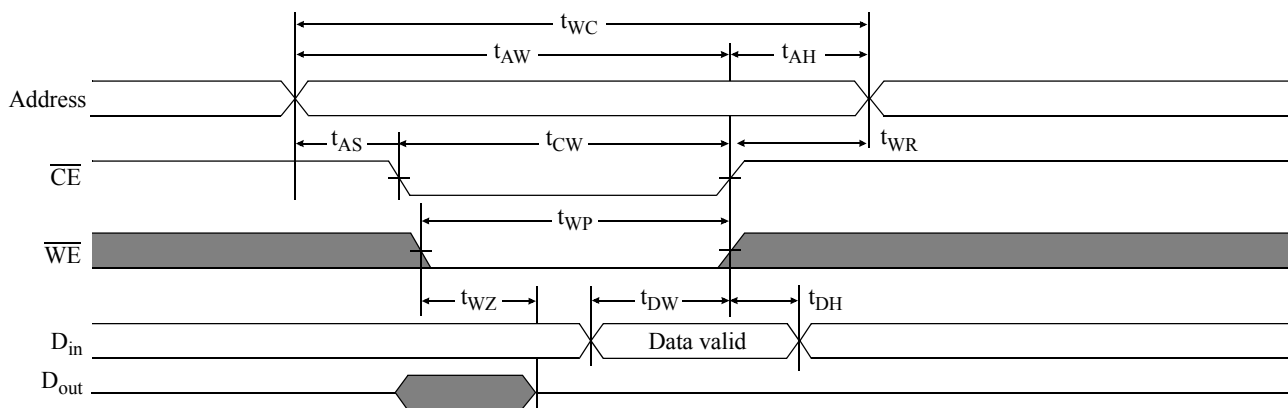 tWC
tAW tAH
Address
tAS tCW tWR
CE
tWP
WE
tWZ tDW tDH
Din Data valid
Dout